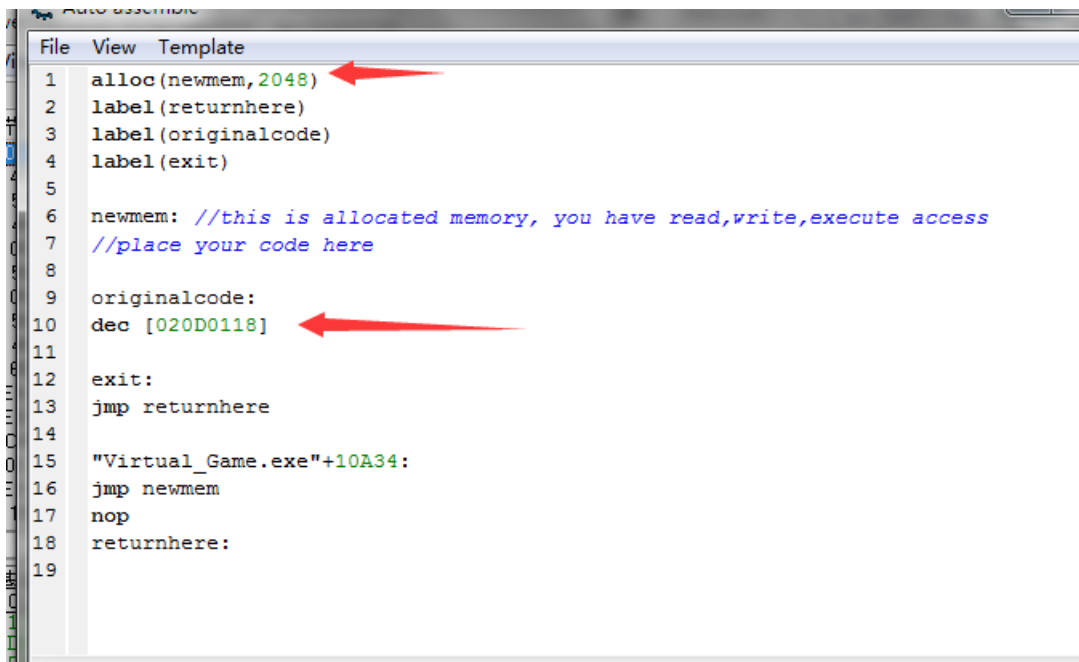 Auto assemble
File View Template
1 alloc(newmem,2048)
2 label(returnhere)
3 label(originalcode)
4 label(exit)
5
6 newmem: //this is allocated memory, you have read,write,execute access
7 //place your code here
8
9 originalcode:
10 dec [020D0118]
11
12 exit:
13 jmp returnhere
14
15 "Virtual_Game.exe"+10A34:
16 jmp newmem
17 nop
18 returnhere:
19